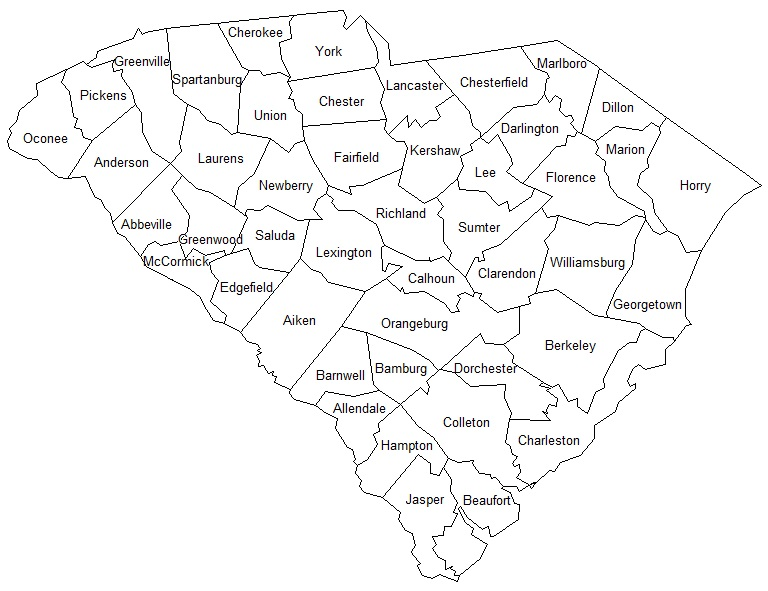 Cherokee
York
Greenville
Spartanburg
Marlboro
Lancaster
Chesterfield
Pickens
Chester
Union
Dillon
Darlington
Oconee
Kershaw
Marion
Anderson
Laurens
Fairfield
Lee
Florence
Horry
Newberry
Richland
Abbeville
Sumter
Greenwood
Saluda
Lexington
McCormick
Williamsburg
Calhoun
Clarendon
Edgefield
Georgetown
Aiken
Orangeburg
Berkeley
Barnwell
Bamburg
Dorchester
Allendale
Colleton
Charleston
Hampton
Jasper
Beaufort